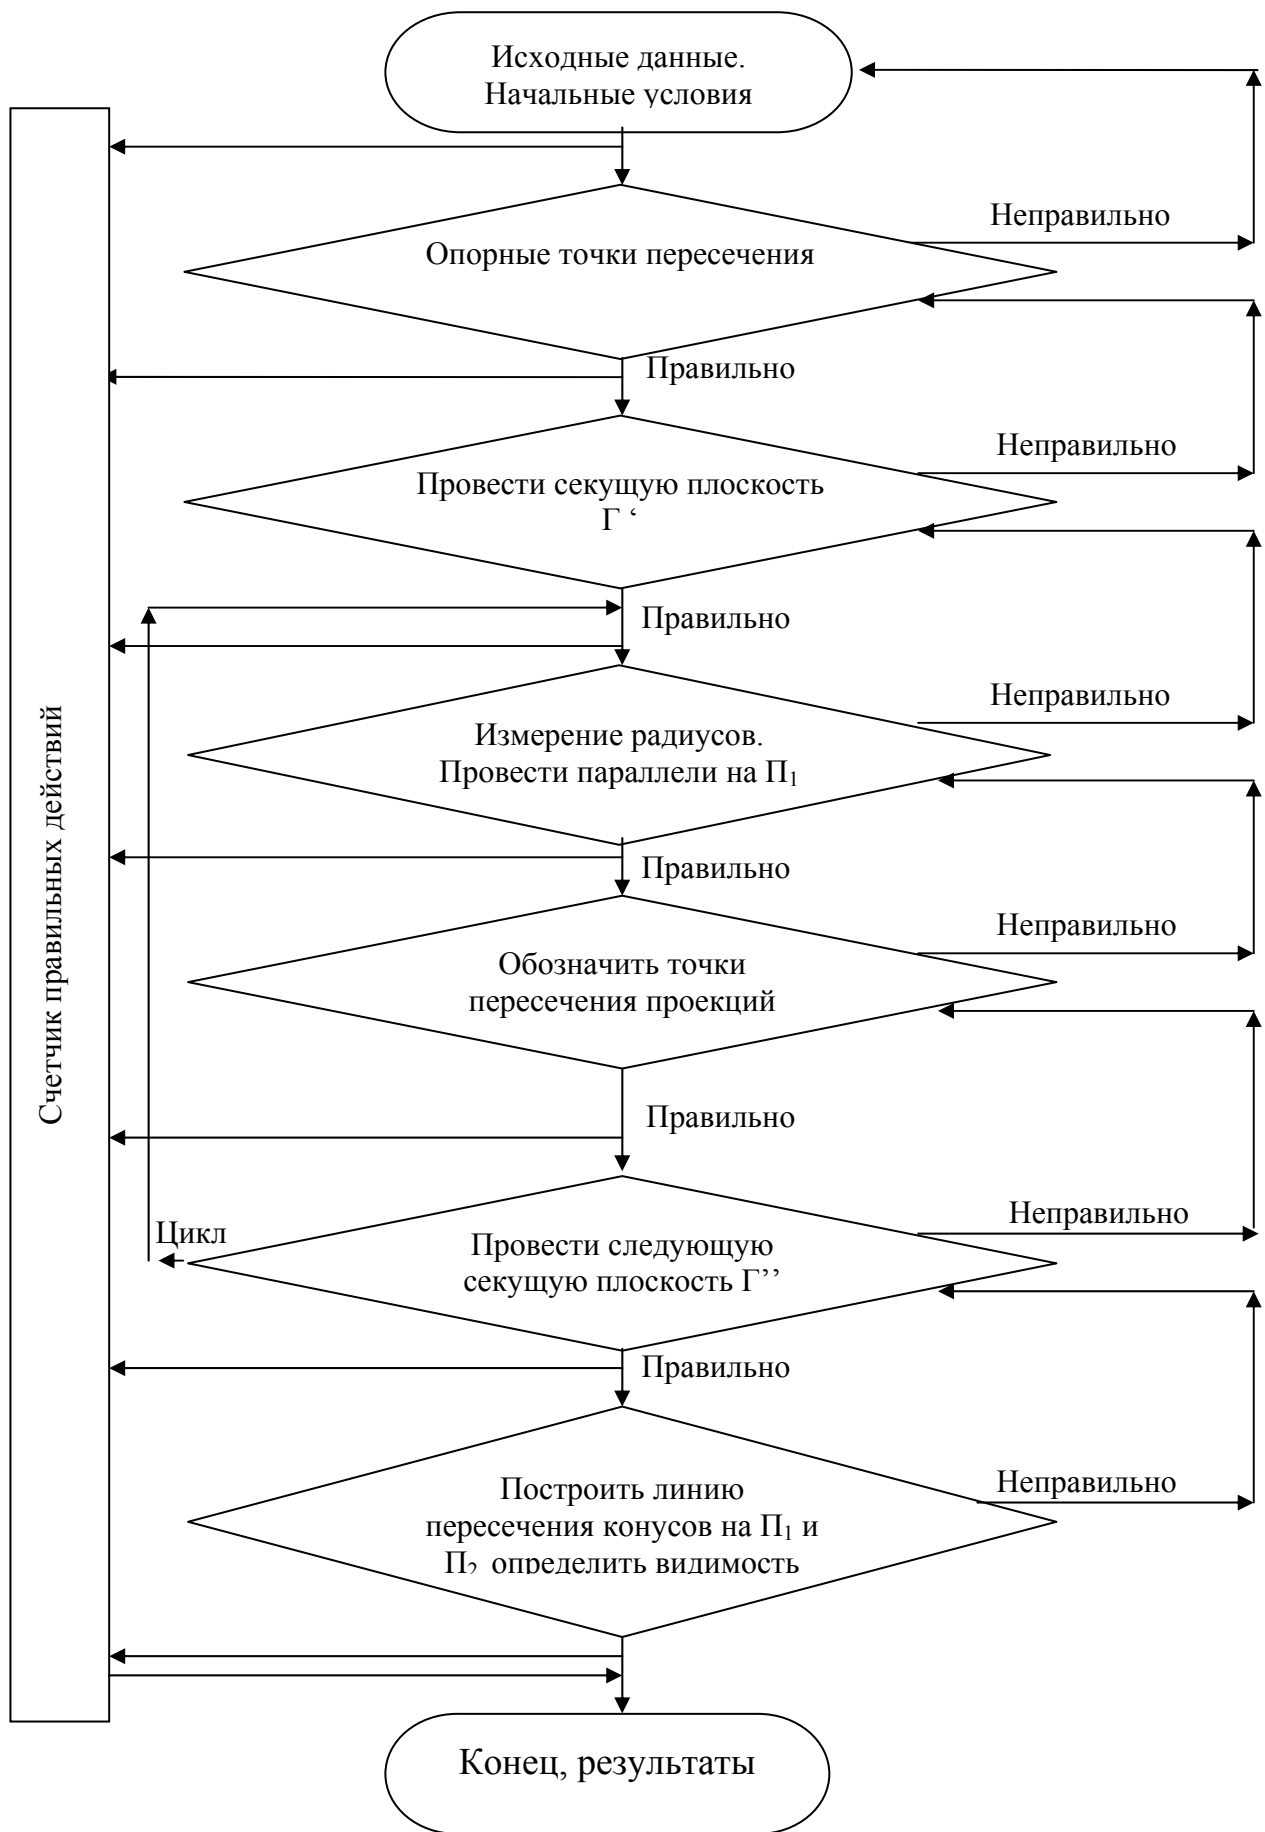 Исходные данные.
Начальные условия
Неправильно
Опорные точки пересечения
Правильно
Неправильно
Провести секущую плоскость
Г ‘
Правильно
Неправильно
Измерение радиусов.
Провести параллели на П₁
Правильно
Неправильно
Обозначить точки
пересечения проекций
Правильно
Неправильно
Цикл
Провести следующую
секущую плоскость Г’’
Правильно
Неправильно
Построить линию
пересечения конусов на П₁ и
П₂ определить видимость
Конец, результаты
Счетчик правильных действий